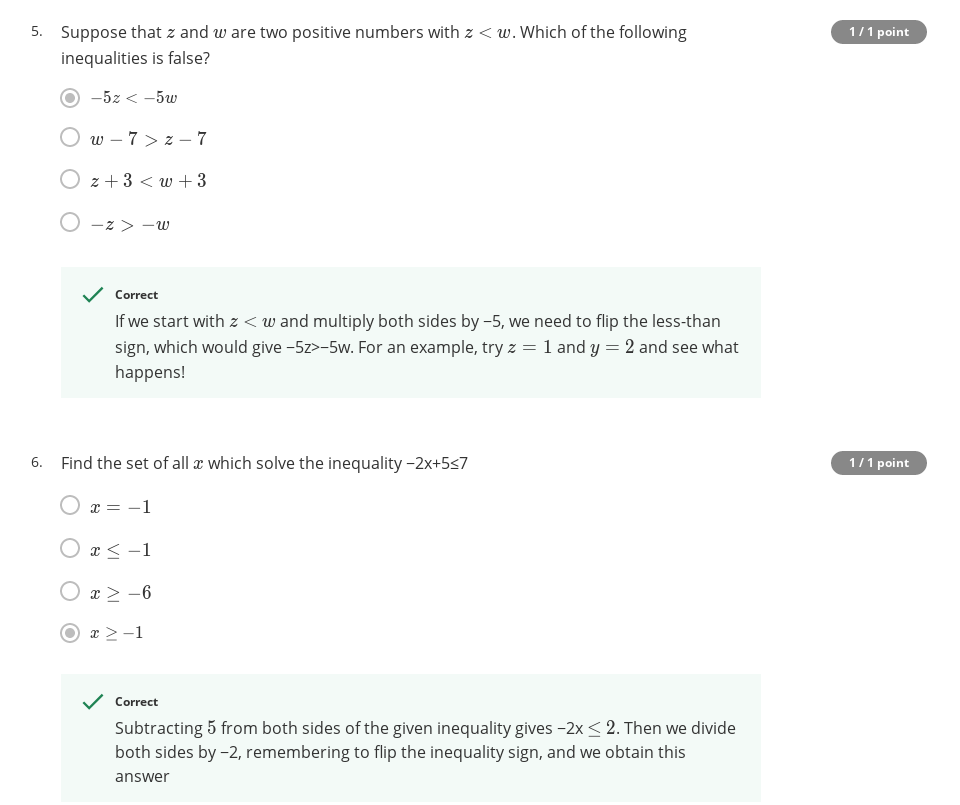 5. Suppose that z and w are two positive numbers with z < w. Which of the following 1 / 1 point
inequalities is false?
−5z < −5w
w − 7 > z − 7
z + 3 < w + 3
−z > −w
Correct
If we start with z < w and multiply both sides by −5, we need to flip the less-than
sign, which would give −5z>−5w. For an example, try z = 1 and y = 2 and see what
happens!
6. Find the set of all x which solve the inequality −2x+5≤7 1 / 1 point
x = −1
x ≤ −1
x ≥ −6
x ≥ −1
Correct
Subtracting 5 from both sides of the given inequality gives −2x ≤ 2. Then we divide
both sides by −2, remembering to flip the inequality sign, and we obtain this
answer